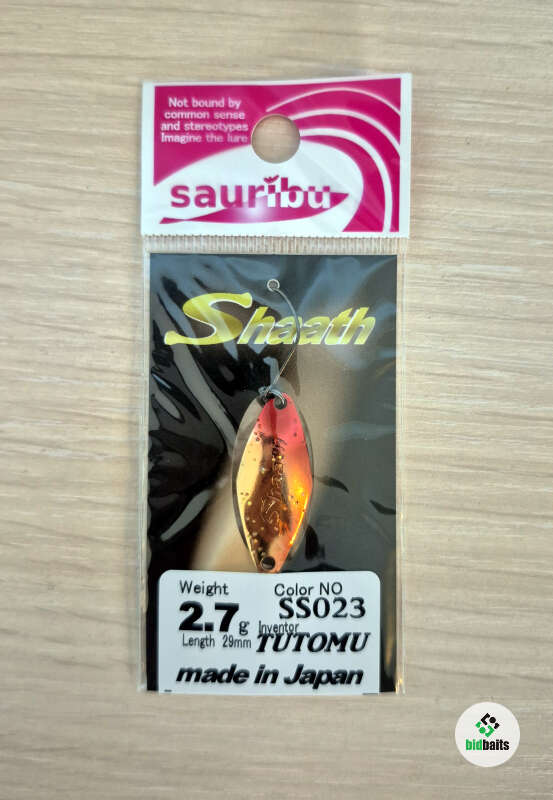 Not bound by
common sense
and stereotypes
Imagine the lure
sauribu
Shaath
Shaath
Weight
Color NO
2.7g
SS023
Length 29mm
Inventor
TUTOMU
made in Japan
bidbaits